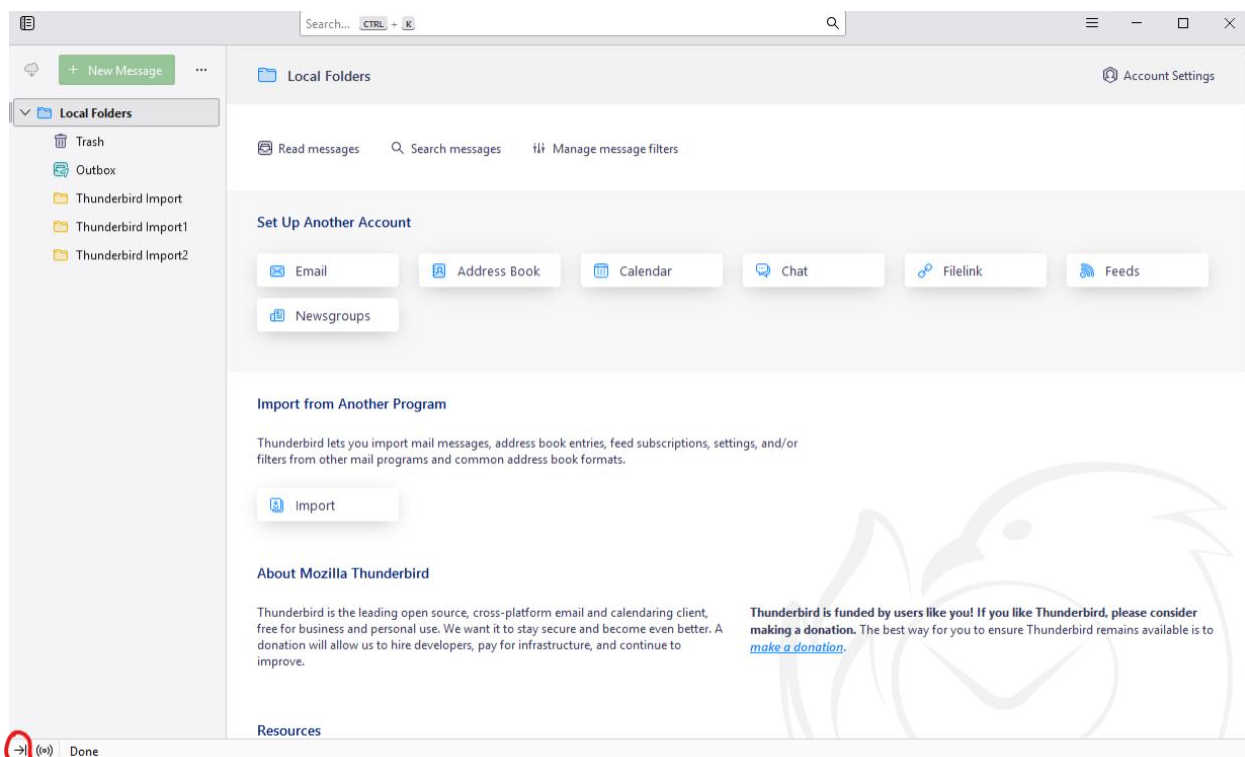 Search... CTRL + K
+ New Message ...
Local Folders
Trash
Outbox
Thunderbird Import
Thunderbird Import1
Thunderbird Import2
Local Folders
Account Settings
Read messages Search messages Manage message filters
Set Up Another Account
Email Address Book Calendar Chat Filelink Feeds
Newsgroups
Import from Another Program
Thunderbird lets you import mail messages, address book entries, feed subscriptions, settings, and/or
filters from other mail programs and common address book formats.
Import
About Mozilla Thunderbird
Thunderbird is the leading open source, cross-platform email and calendaring client,
free for business and personal use. We want it to stay secure and become even better. A
donation will allow us to hire developers, pay for infrastructure, and continue to
improve.
Thunderbird is funded by users like you! If you like Thunderbird, please consider
making a donation. The best way for you to ensure Thunderbird remains available is to
make a donation.
Resources
Done